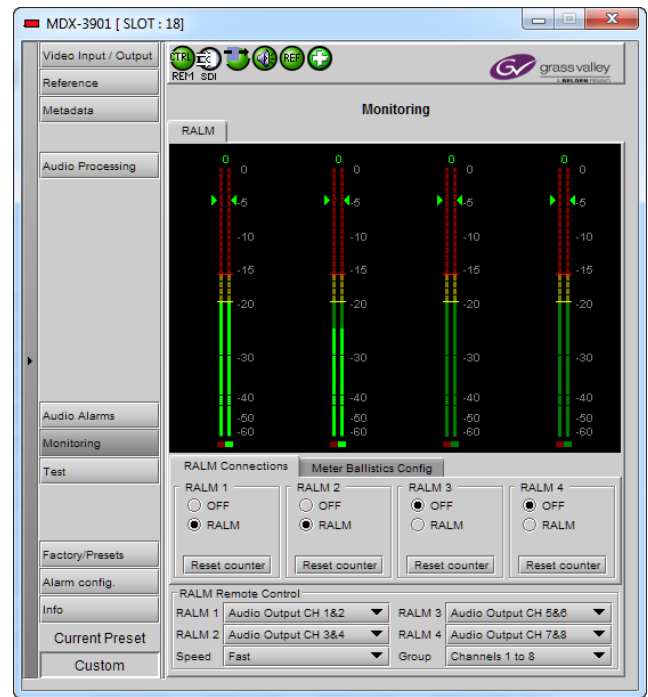 MDX-3901 [ SLOT : 18]
Video Input / Output
Reference
Metadata
Audio Processing
Audio Alarms
Monitoring
Test
Factory/Presets
Alarm config.
Info
Current Preset
Custom
CTRL
REF
REM SDI
GV grass valley
A BELDEN BRAND
Monitoring
RALM
0 0 0 0
0 0 0 0
-5 -5 -5 -5
-10 -10 -10 -10
-15 -15 -15 -15
-20 -20 -20 -20
-30 -30 -30 -30
-40 -40 -40 -40
-50 -50 -50 -50
-60 -60 -60 -60
RALM Connections Meter Ballistics Config
RALM 1 RALM 2 RALM 3 RALM 4
OFF OFF OFF OFF
RALM RALM RALM RALM
Reset counter Reset counter Reset counter Reset counter
RALM Remote Control
RALM 1 Audio Output CH 1&2 RALM 3 Audio Output CH 5&6
RALM 2 Audio Output CH 3&4 RALM 4 Audio Output CH 7&8
Speed Fast Group Channels 1 to 8